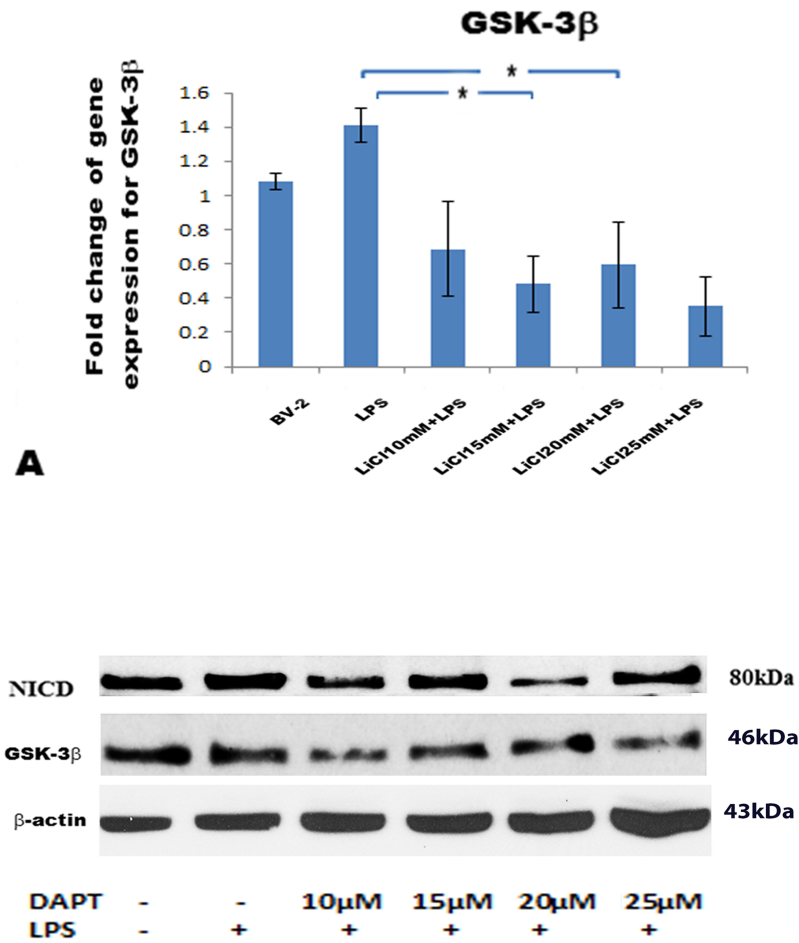 GSK-3β
Fold change of gene
expression for GSK-3β
*
*
1.6
1.4
1.2
1
0.8
0.6
0.4
0.2
0
BV-2
LPS
LiCl10mM+LPS
LiCl15mM+LPS
LiCl20mM+LPS
LiCl25mM+LPS
A
NICD 80kDa
GSK-3β 46kDa
β-actin 43kDa
DAPT - - 10µM 15µM 20µM 25µM
LPS - + + + + +